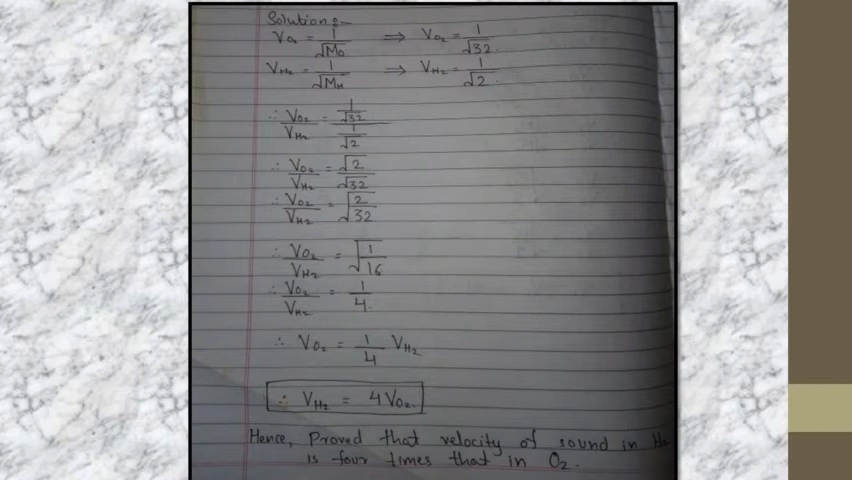 Solution :-
VO₂ = 1/√MO ⟹ VO₂ = 1/√32
VH₂ = 1/√MH ⟹ VH₂ = 1/√2
∴ VO₂/VH₂ = (1/√32)/(1/√2)
∴ VO₂/VH₂ = √2/√32
∴ VO₂/VH₂ = √(2/32)
∴ VO₂/VH₂ = √(1/16)
∴ VO₂/VH₂ = 1/4
∴ VO₂ = 1/4 VH₂
∴ VH₂ = 4VO₂.
Hence, Proved that velocity of sound in H₂
is four times that in O₂.